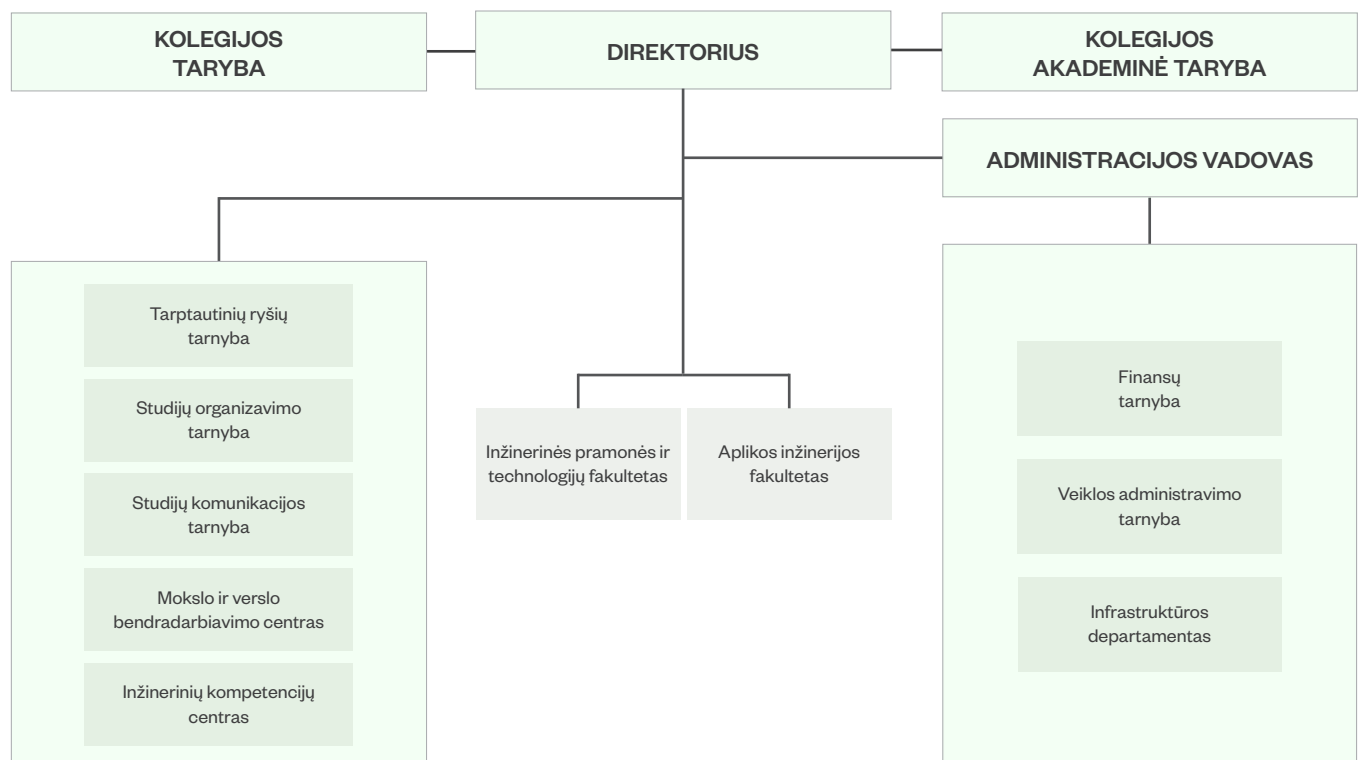 KOLEGIJOS
TARYBA
DIREKTORIUS
KOLEGIJOS
AKADEMINĖ TARYBA
ADMINISTRACIJOS VADOVAS
Tarptautinių ryšių
tarnyba
Studijų organizavimo
tarnyba
Studijų komunikacijos
tarnyba
Mokslo ir verslo
bendradarbiavimo centras
Inžinerinių kompetencijų
centras
Inžinerinės pramonės ir
technologijų fakultetas
Aplikos inžinerijos
fakultetas
Finansų
tarnyba
Veiklos administravimo
tarnyba
Infrastruktūros
departamentas